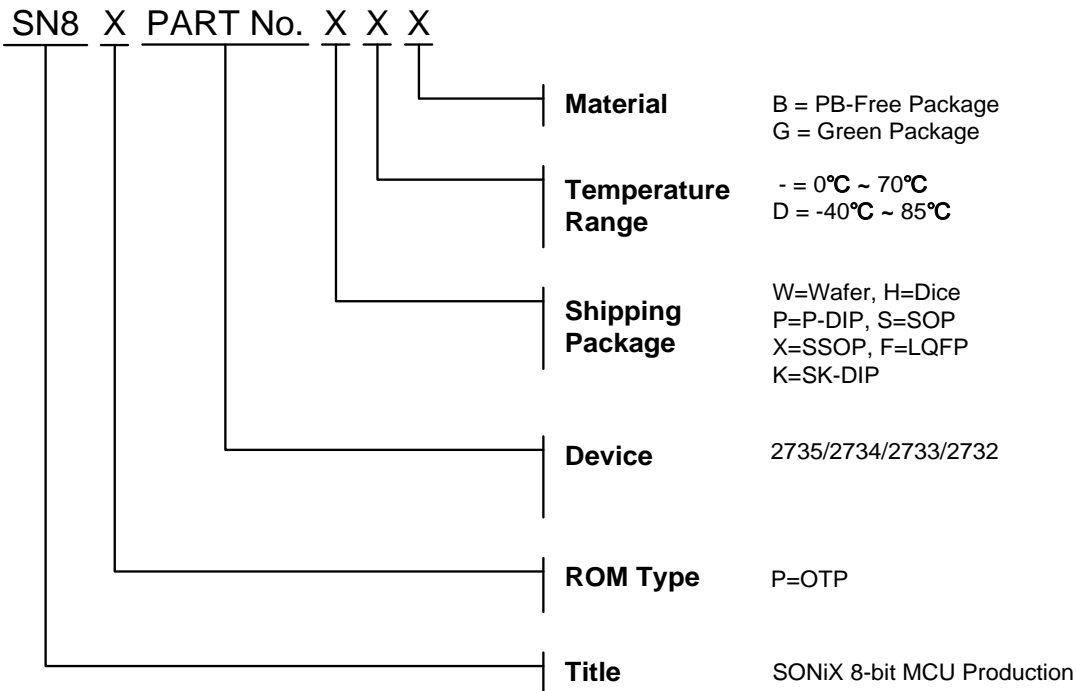 SN8 X PART No. X X X
Material
B = PB-Free Package
G = Green Package
Temperature
Range
- = 0℃ ~ 70℃
D = -40℃ ~ 85℃
Shipping
Package
W=Wafer, H=Dice
P=P-DIP, S=SOP
X=SSOP, F=LQFP
K=SK-DIP
Device
2735/2734/2733/2732
ROM Type
P=OTP
Title
SONiX 8-bit MCU Production